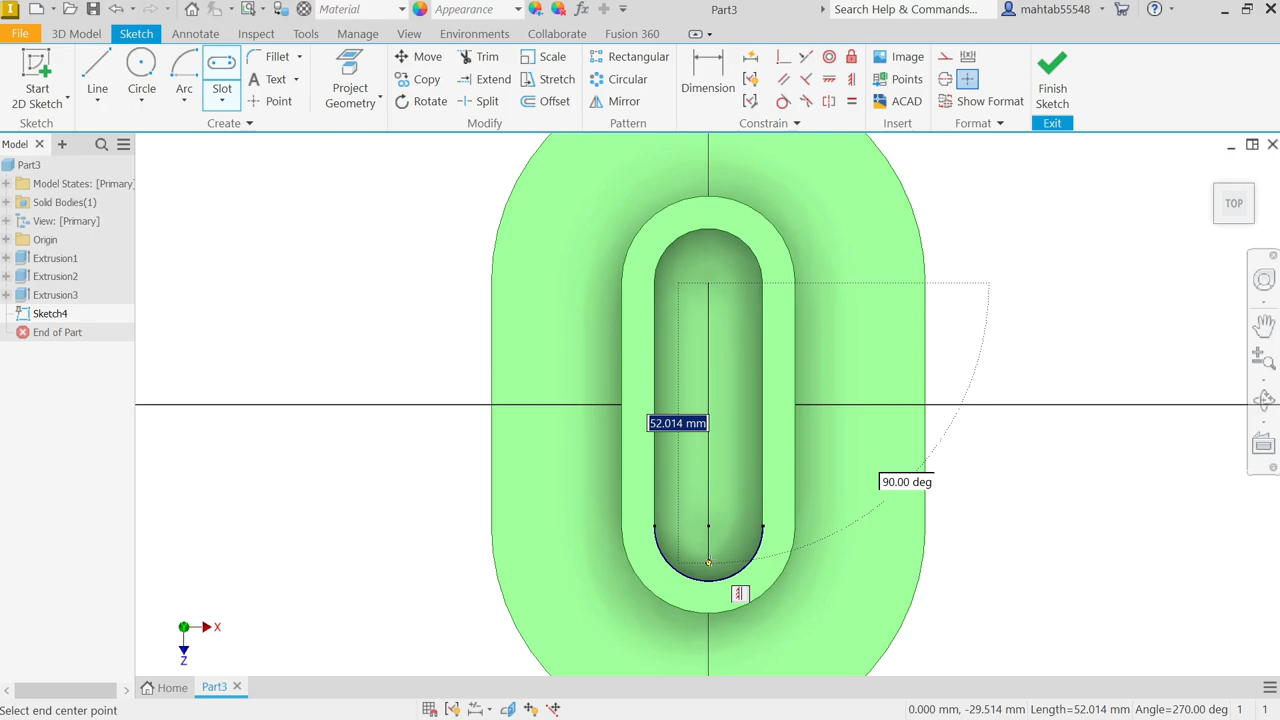 Material
Appearance
Part3
Search Help & Commands...
mahtab55548
File
3D Model
Sketch
Annotate
Inspect
Tools
Manage
View
Environments
Collaborate
Fusion 360
Start
2D Sketch
Line
Circle
Arc
Slot
Fillet
Text
Point
Project
Geometry
Move
Copy
Rotate
Trim
Extend
Split
Scale
Stretch
Offset
Rectangular
Circular
Mirror
Dimension
Image
Points
ACAD
Show Format
Finish
Sketch
Sketch
Create
Modify
Pattern
Constrain
Insert
Format
Exit
Model
Part3
Model States: [Primary]
Solid Bodies(1)
View: [Primary]
Origin
Extrusion1
Extrusion2
Extrusion3
Sketch4
End of Part
TOP
52.014 mm
90.00 deg
X
Z
Home
Part3
Select end center point
0.000 mm, -29.514 mm
Length=52.014 mm
Angle=270.00 deg
1
1